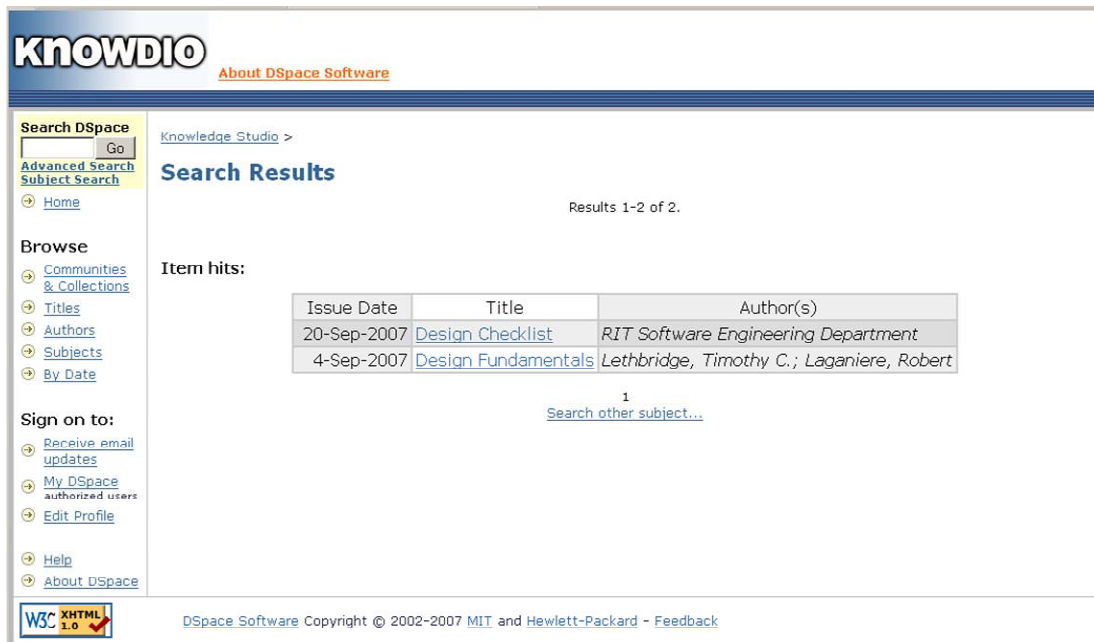 KNOWDIO
About DSpace Software
Search DSpace
Go
Advanced Search
Subject Search
Home
Browse
Communities
& Collections
Titles
Authors
Subjects
By Date
Sign on to:
Receive email
updates
My DSpace
authorized users
Edit Profile
Help
About DSpace
Knowledge Studio >
Search Results
Results 1-2 of 2.
Item hits:
Issue Date Title Author(s)
20-Sep-2007 Design Checklist RIT Software Engineering Department
4-Sep-2007 Design Fundamentals Lethbridge, Timothy C.; Laganiere, Robert
1
Search other subject...
W3C XHTML 1.0
DSpace Software Copyright © 2002-2007 MIT and Hewlett-Packard - Feedback